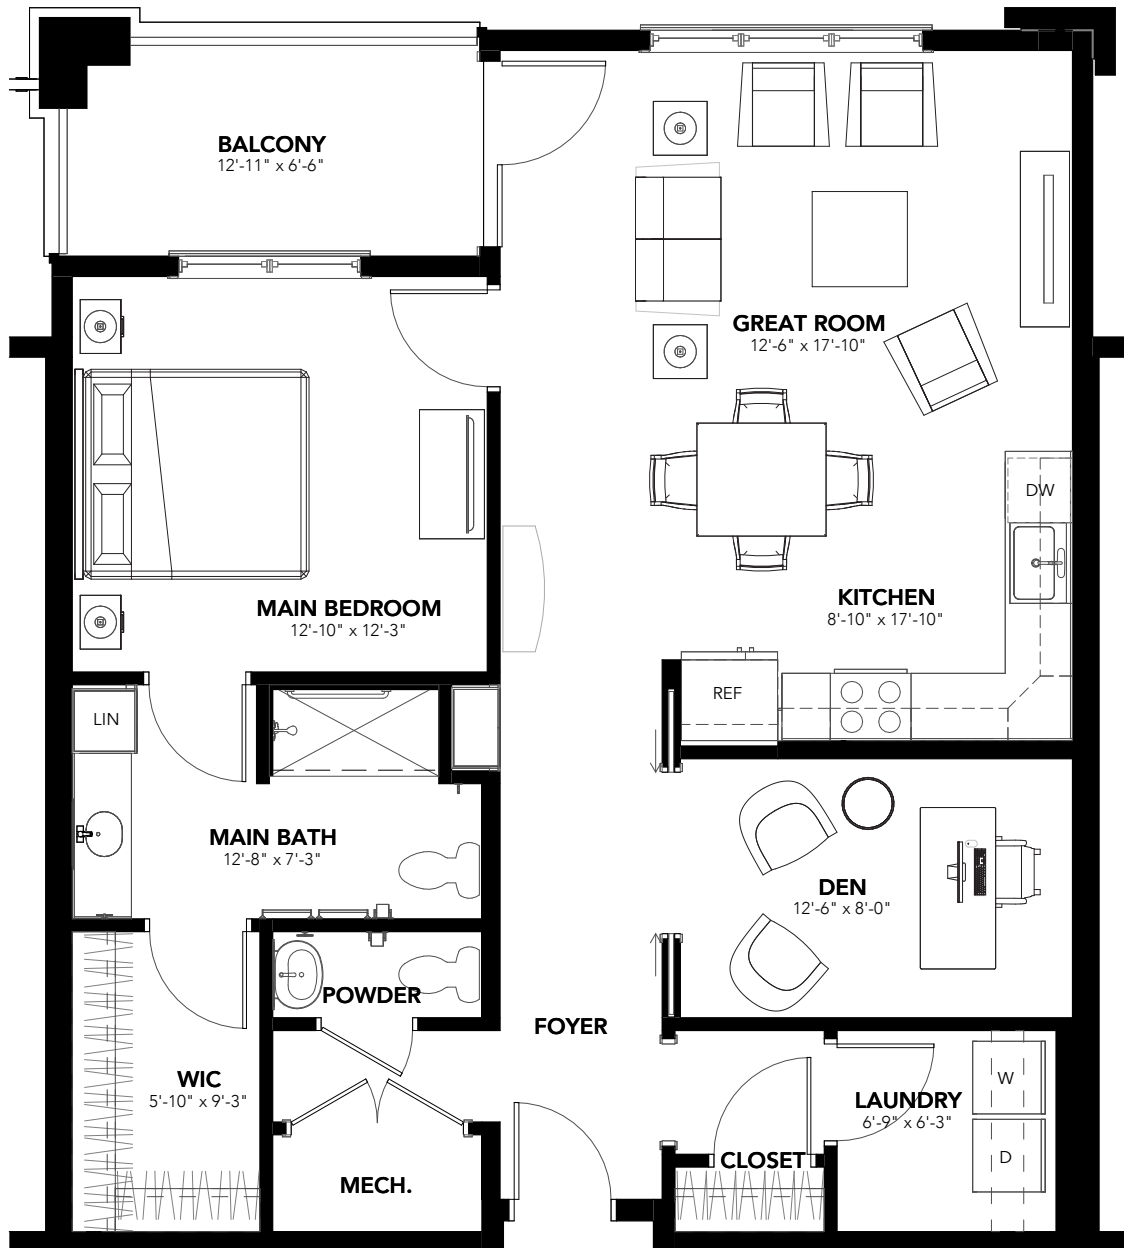 BALCONY
12'-11" x 6'-6"
GREAT ROOM
12'-6" x 17'-10"
DW
KITCHEN
8'-10" x 17'-10"
MAIN BEDROOM
12'-10" x 12'-3"
REF
LIN
MAIN BATH
12'-8" x 7'-3"
DEN
12'-6" x 8'-0"
POWDER
FOYER
WIC
5'-10" x 9'-3"
W
LAUNDRY
6'-9" x 6'-3"
D
CLOSET
MECH.